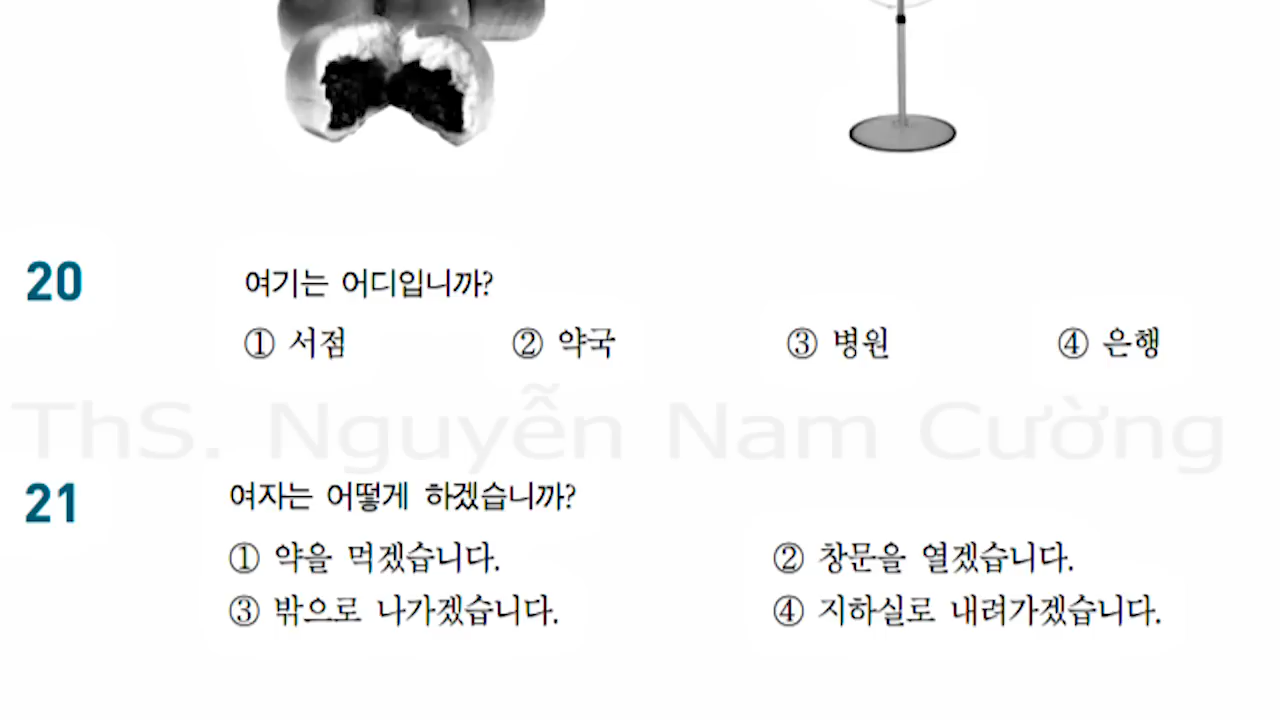 20 여기는 어디입니까?
① 서점 ② 약국 ③ 병원 ④ 은행
ThS. Nguyễn Nam Cường
21 여자는 어떻게 하겠습니까?
① 약을 먹겠습니다. ② 창문을 열겠습니다.
③ 밖으로 나가겠습니다. ④ 지하실로 내려가겠습니다.